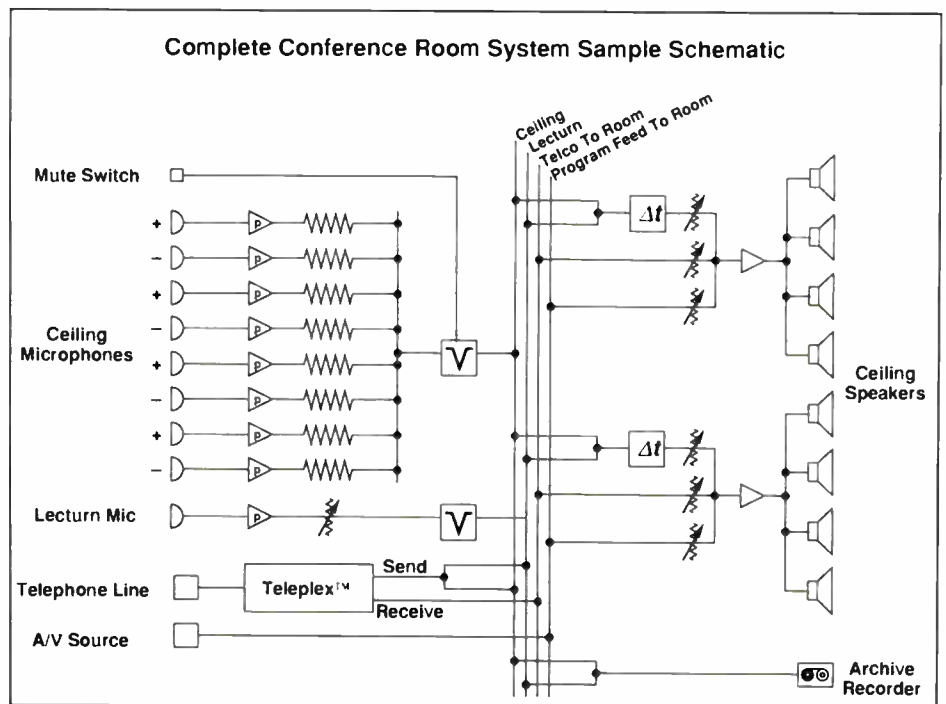 Complete Conference Room System Sample Schematic
Ceiling
Lecturn
Telco To Room
Program Feed To Room
Mute Switch
+
p
−
p
+
p
−
p
Ceiling
Microphones
+
p
−
p
+
p
−
p
Δt
Δt
Ceiling
Speakers
Lecturn Mic
p
Telephone Line
Teleplex™
Send
Receive
A/V Source
Archive
Recorder